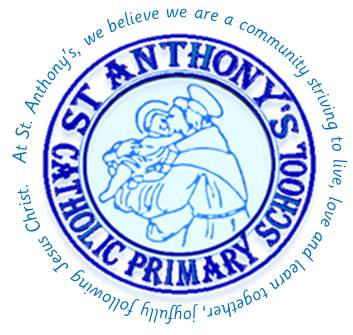 At St. Anthony's, we believe we are a community striving to live, love and learn together, joyfully following Jesus Christ.
ST ANTHONY'S
CATHOLIC PRIMARY SCHOOL